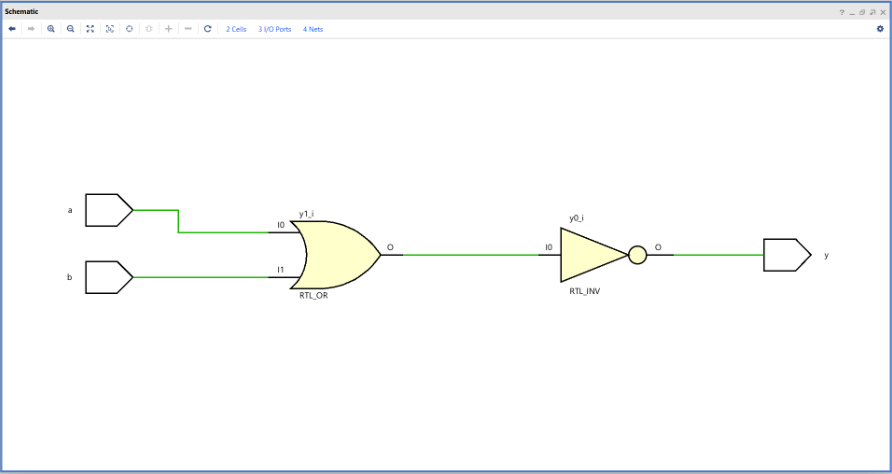 Schematic
2 Cells 3 I/O Ports 4 Nets
a
b
I0
I1
y1_i
RTL_OR
O
I0
y0_i
RTL_INV
O
y